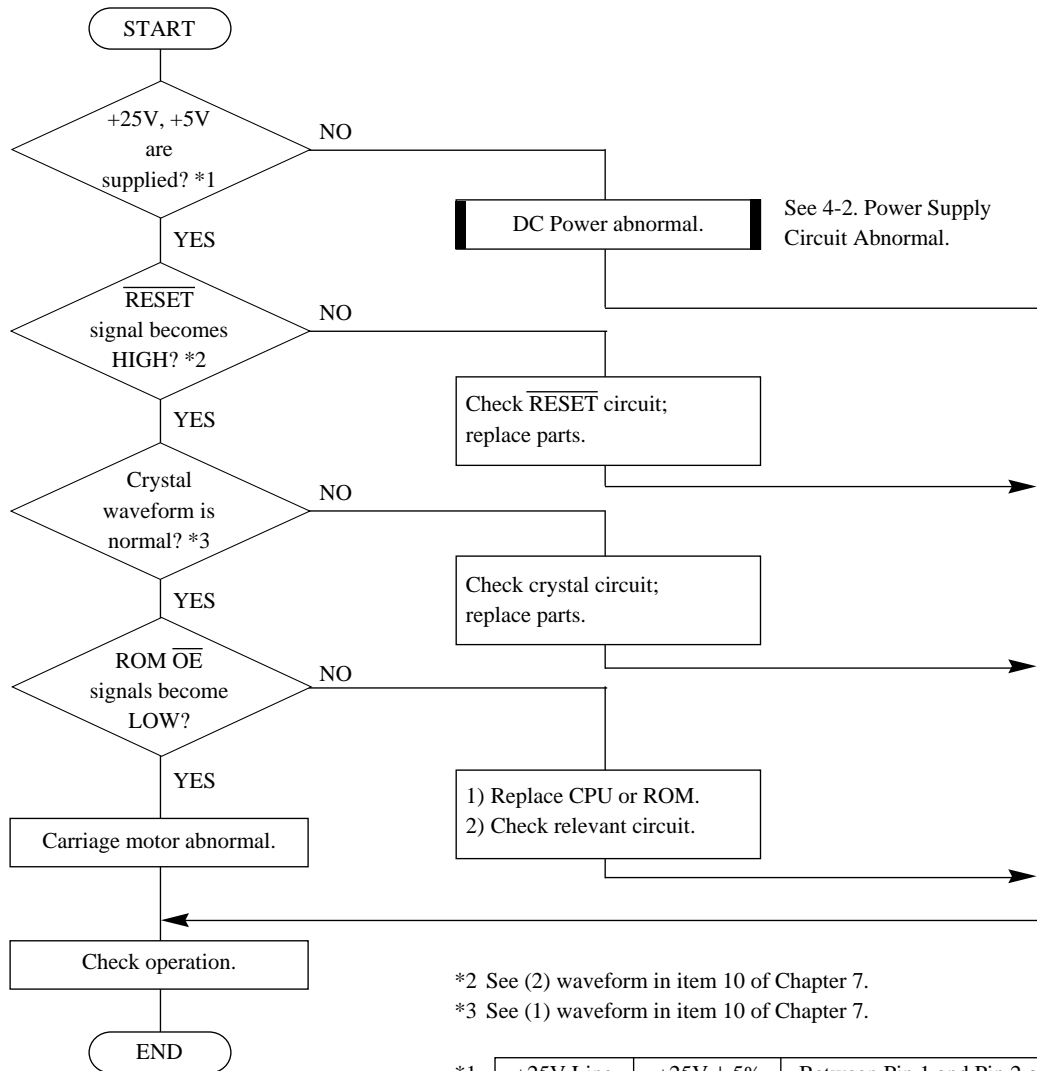 START
+25V, +5V
are
supplied? *1
NO
DC Power abnormal.
See 4-2. Power Supply
Circuit Abnormal.
YES
RESET
signal becomes
HIGH? *2
NO
Check RESET circuit;
replace parts.
YES
Crystal
waveform is
normal? *3
NO
Check crystal circuit;
replace parts.
YES
ROM OE
signals become
LOW?
NO
1) Replace CPU or ROM.
2) Check relevant circuit.
YES
Carriage motor abnormal.
Check operation.
END
*2 See (2) waveform in item 10 of Chapter 7.
*3 See (1) waveform in item 10 of Chapter 7.